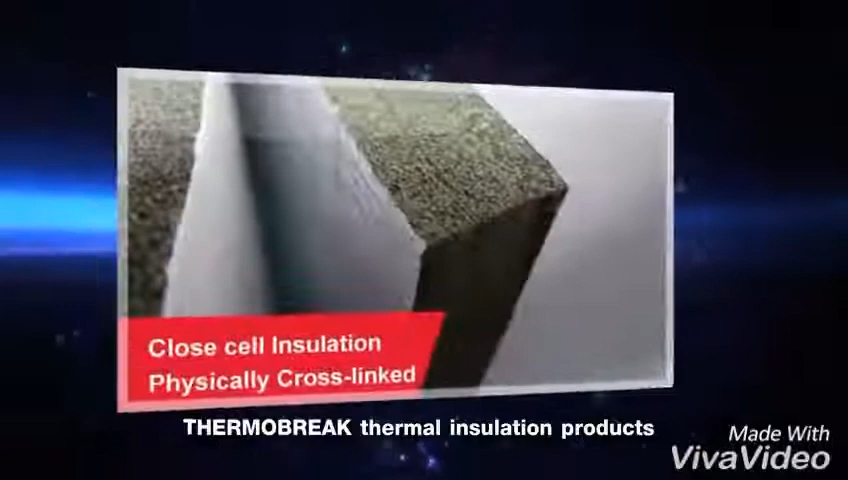 Close cell Insulation
Physically Cross-linked
THERMOBREAK thermal insulation products
Made With
VivaVideo